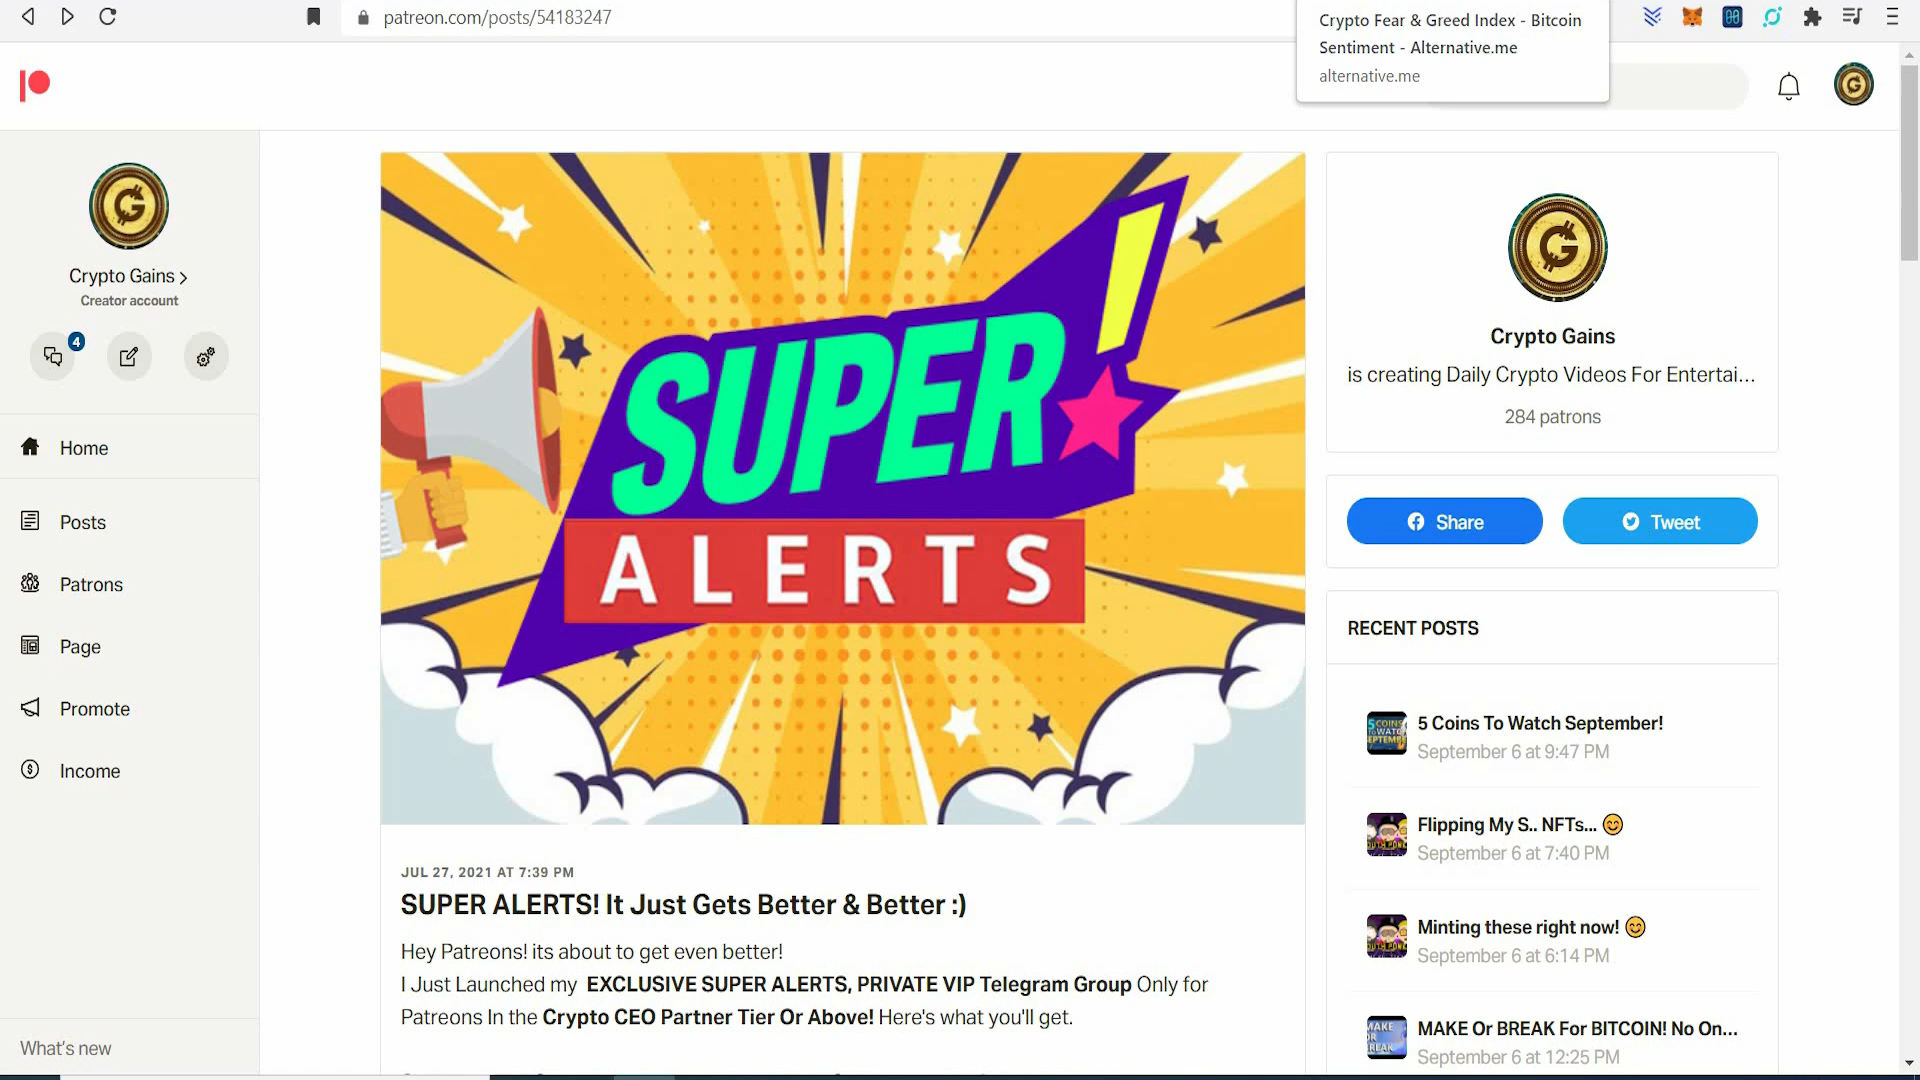 patreon.com/posts/54183247
Crypto Fear & Greed Index - Bitcoin
Sentiment - Alternative.me
alternative.me
Crypto Gains
Creator account
4
Home
Posts
Patrons
Page
Promote
Income
What's new
SUPER!
ALERTS
JUL 27, 2021 AT 7:39 PM
SUPER ALERTS! It Just Gets Better & Better :)
Hey Patreons! its about to get even better!
I Just Launched my EXCLUSIVE SUPER ALERTS, PRIVATE VIP Telegram Group Only for
Patreons In the Crypto CEO Partner Tier Or Above! Here's what you'll get.
Crypto Gains
is creating Daily Crypto Videos For Entertai...
284 patrons
Share
Tweet
RECENT POSTS
5 COINS
TO WATCH
5 Coins To Watch September!
September 6 at 9:47 PM
Flipping My S.. NFTs... 😊
September 6 at 7:40 PM
Minting these right now! 😊
September 6 at 6:14 PM
MAKE
OR
BREAK
MAKE Or BREAK For BITCOIN! No On...
September 6 at 12:25 PM